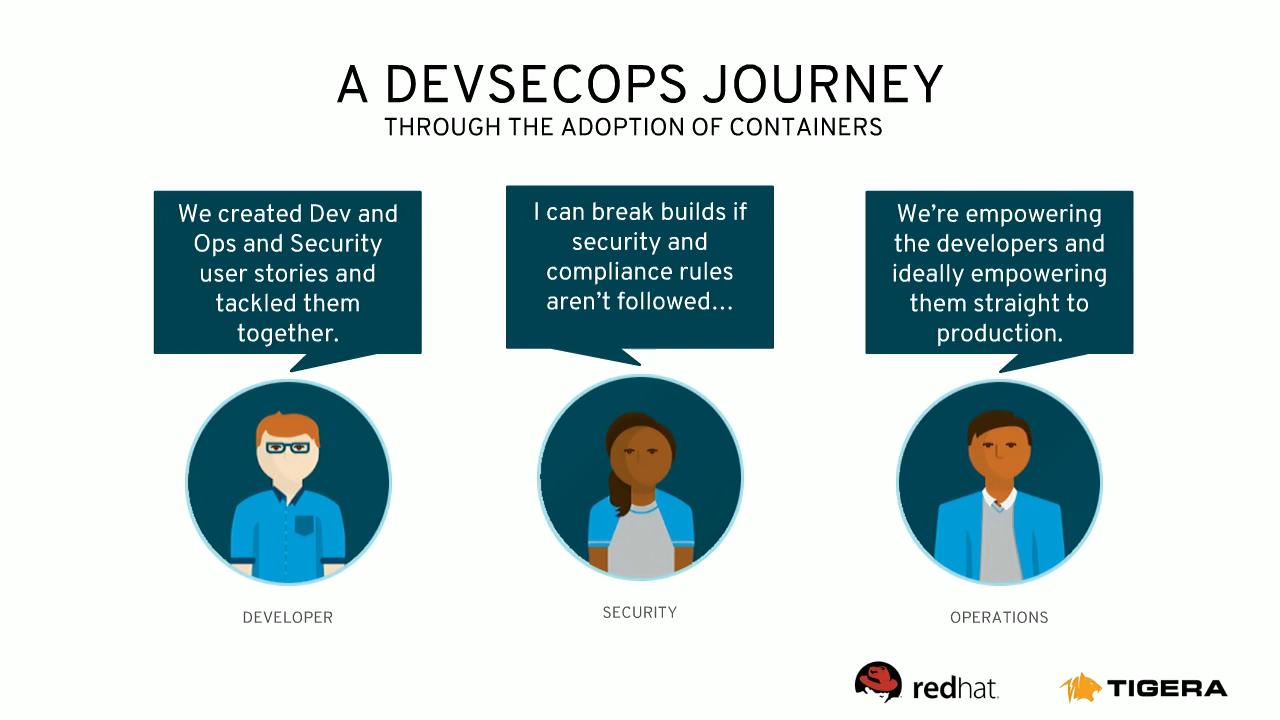 A DEVSECOPS JOURNEY
THROUGH THE ADOPTION OF CONTAINERS
We created Dev and
Ops and Security
user stories and
tackled them
together.
I can break builds if
security and
compliance rules
aren’t followed...
We’re empowering
the developers and
ideally empowering
them straight to
production.
DEVELOPER
SECURITY
OPERATIONS
redhat.
TIGERA